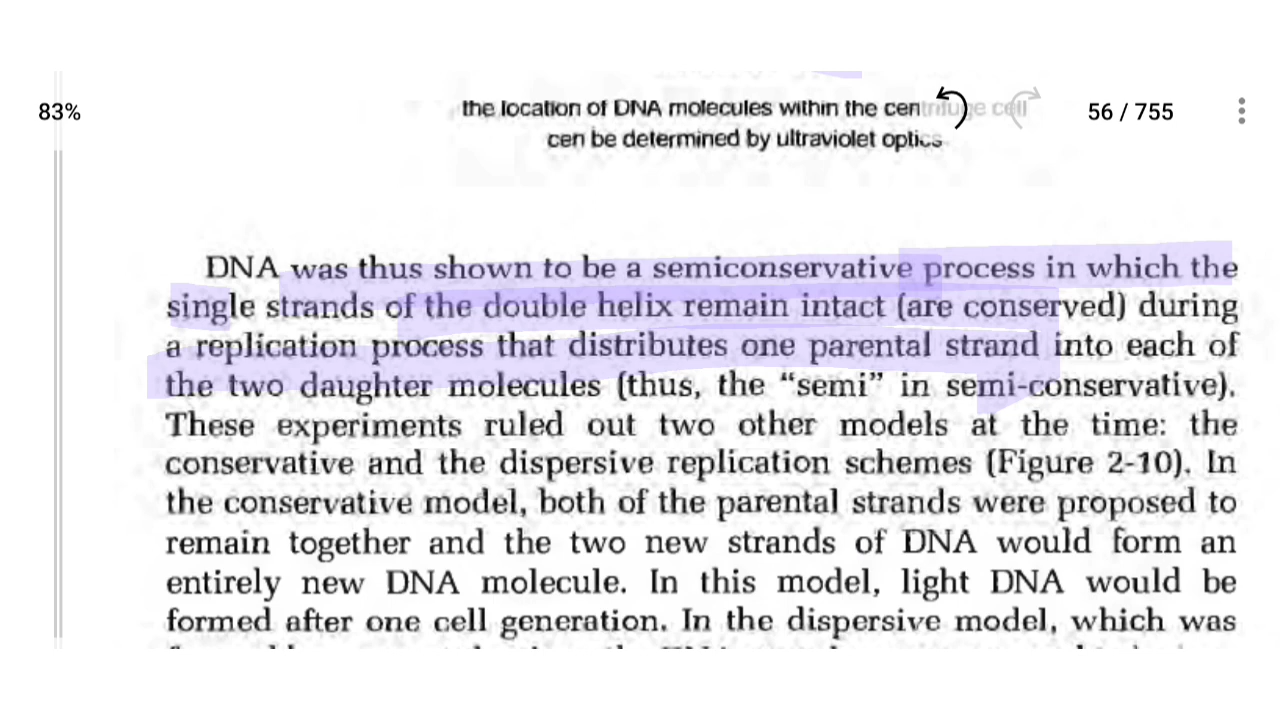 83%
the location of DNA molecules within the centrifuge cell
56 / 755
cen be determined by ultraviolet optics
DNA was thus shown to be a semiconservative process in which the
single strands of the double helix remain intact (are conserved) during
a replication process that distributes one parental strand into each of
the two daughter molecules (thus, the “semi” in semi-conservative).
These experiments ruled out two other models at the time: the
conservative and the dispersive replication schemes (Figure 2-10). In
the conservative model, both of the parental strands were proposed to
remain together and the two new strands of DNA would form an
entirely new DNA molecule. In this model, light DNA would be
formed after one cell generation. In the dispersive model, which was